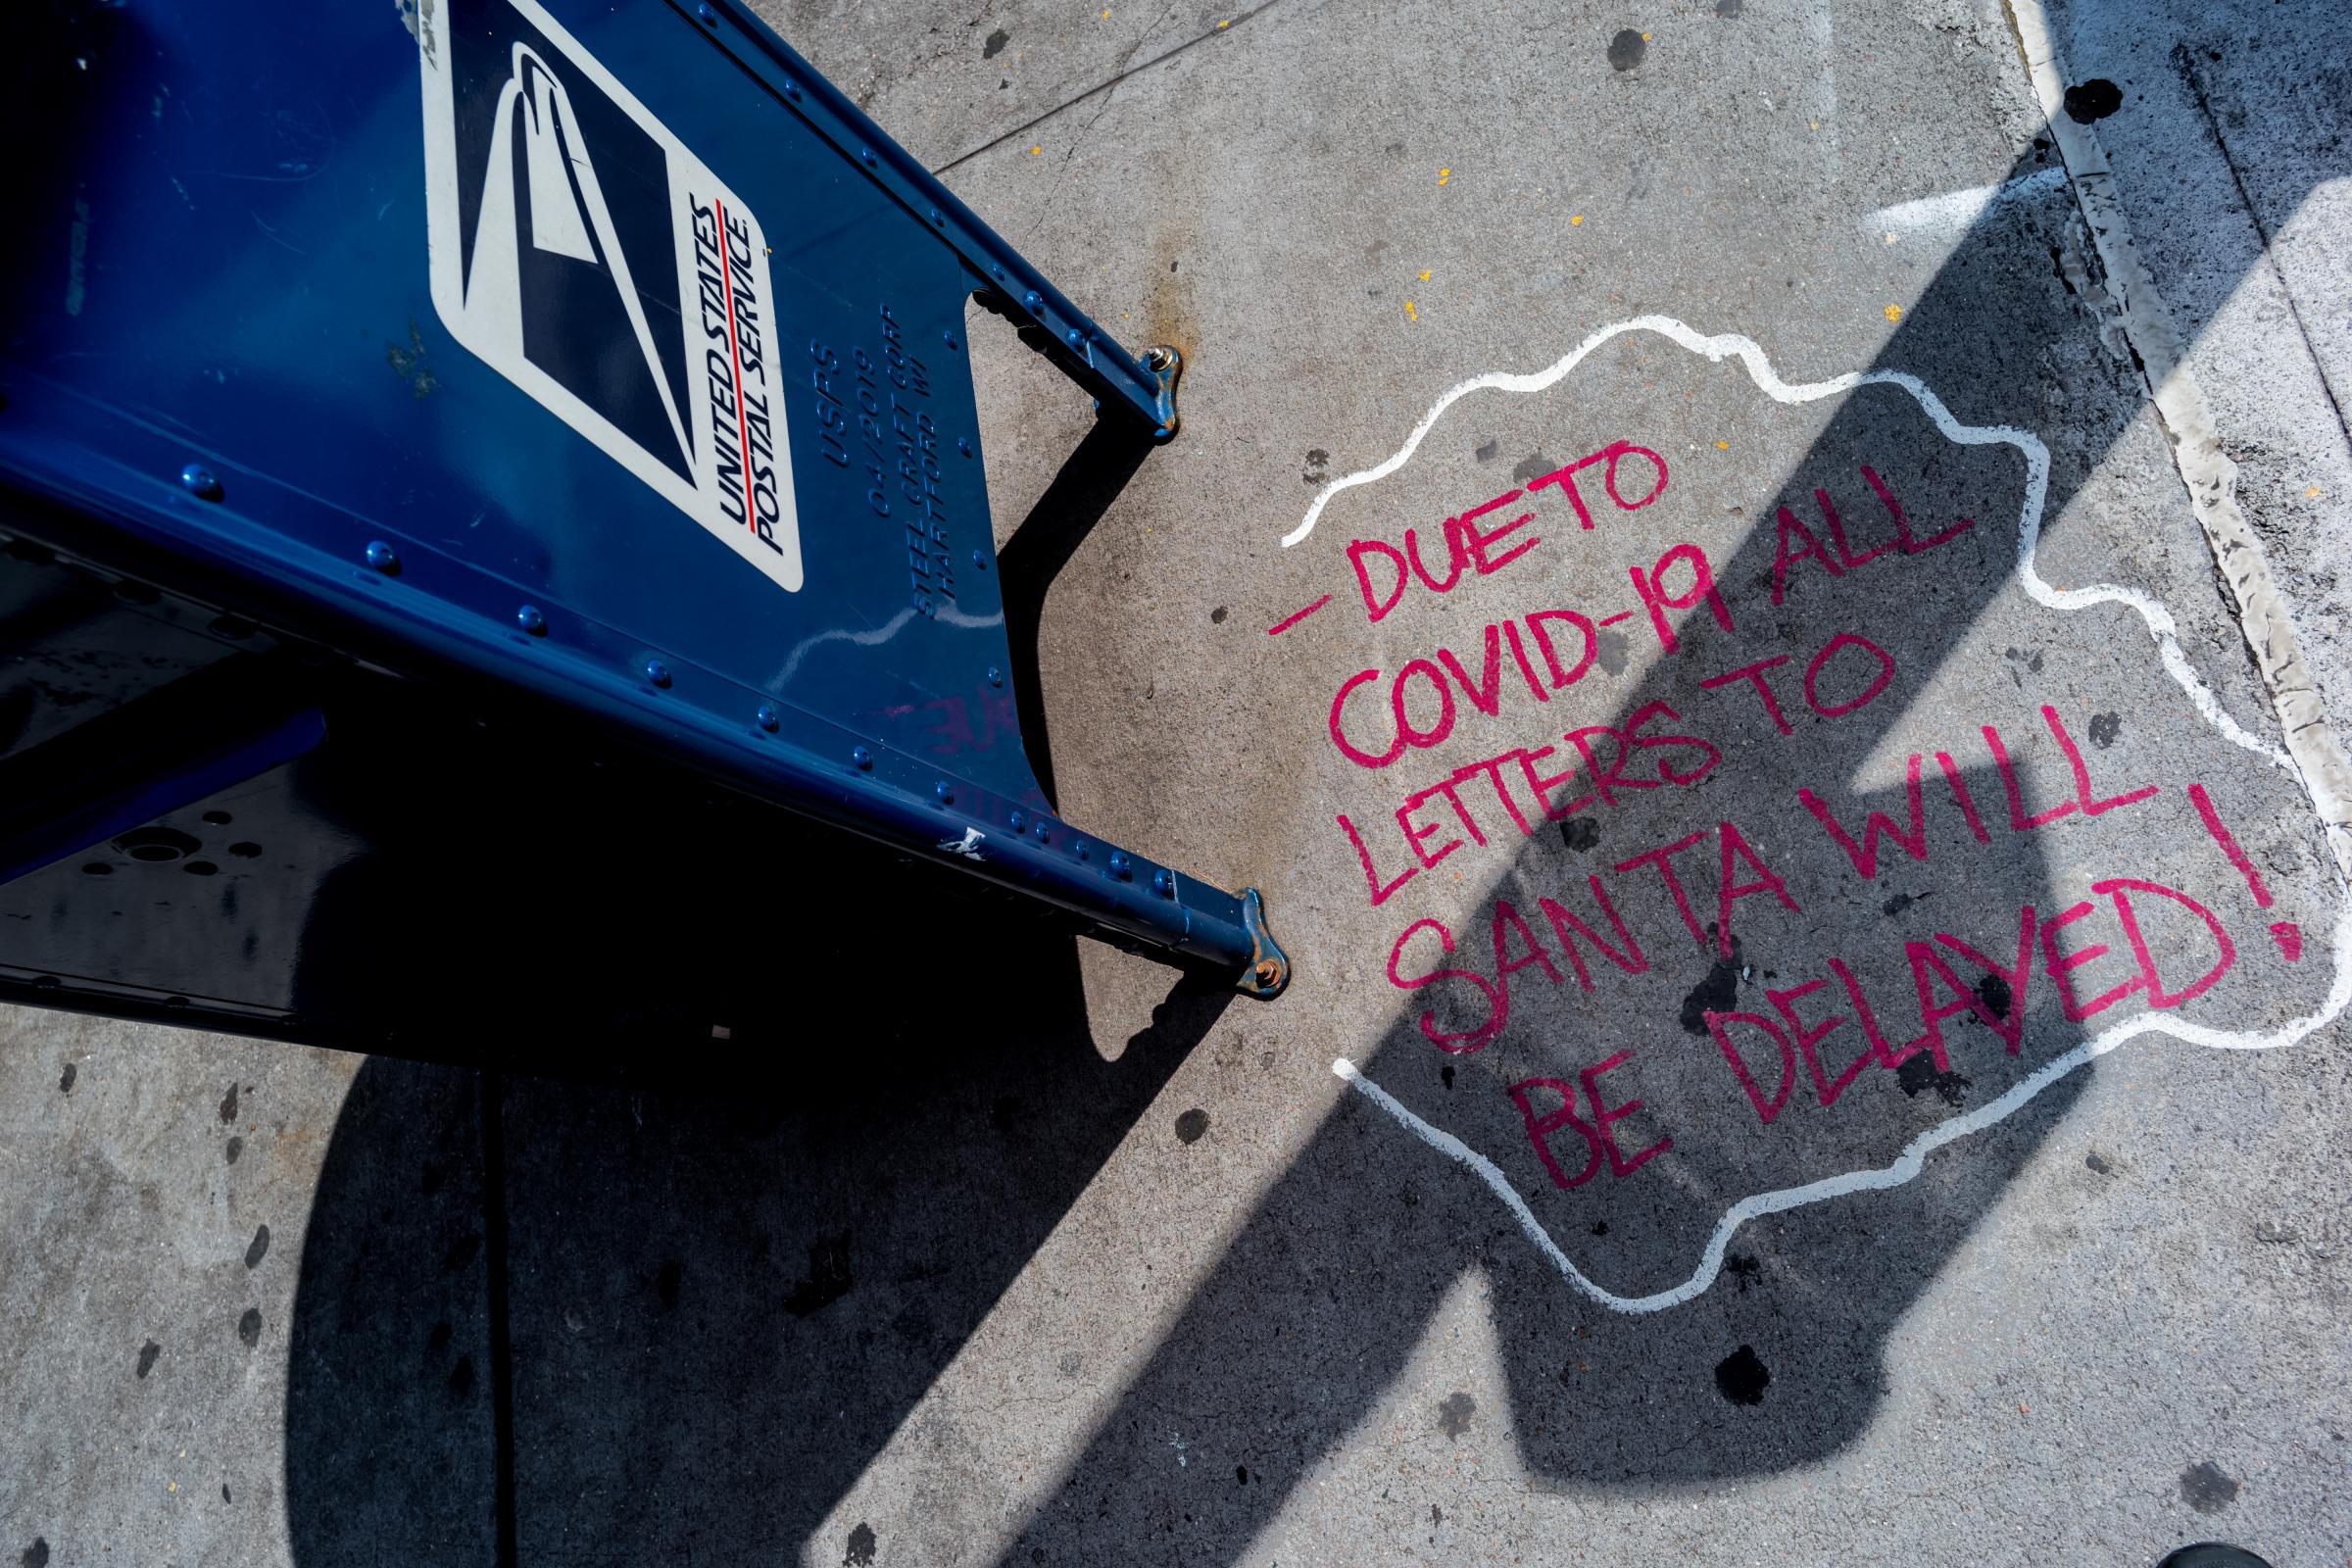 UNITED STATES
POSTAL SERVICE
USPS
04/2019
STEEL CRAFT CORP
HARTFORD WI
- DUE TO
COVID-19 ALL
LETTERS TO
SANTA WILL
BE DELAYED!